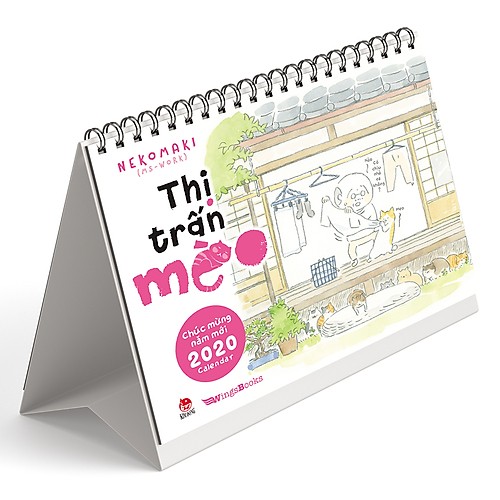 NEKOMAKI
(MS-WORK)
Thị
trấn
mèo
Chúc mừng
năm mới
2020
Calendar
WingsBooks